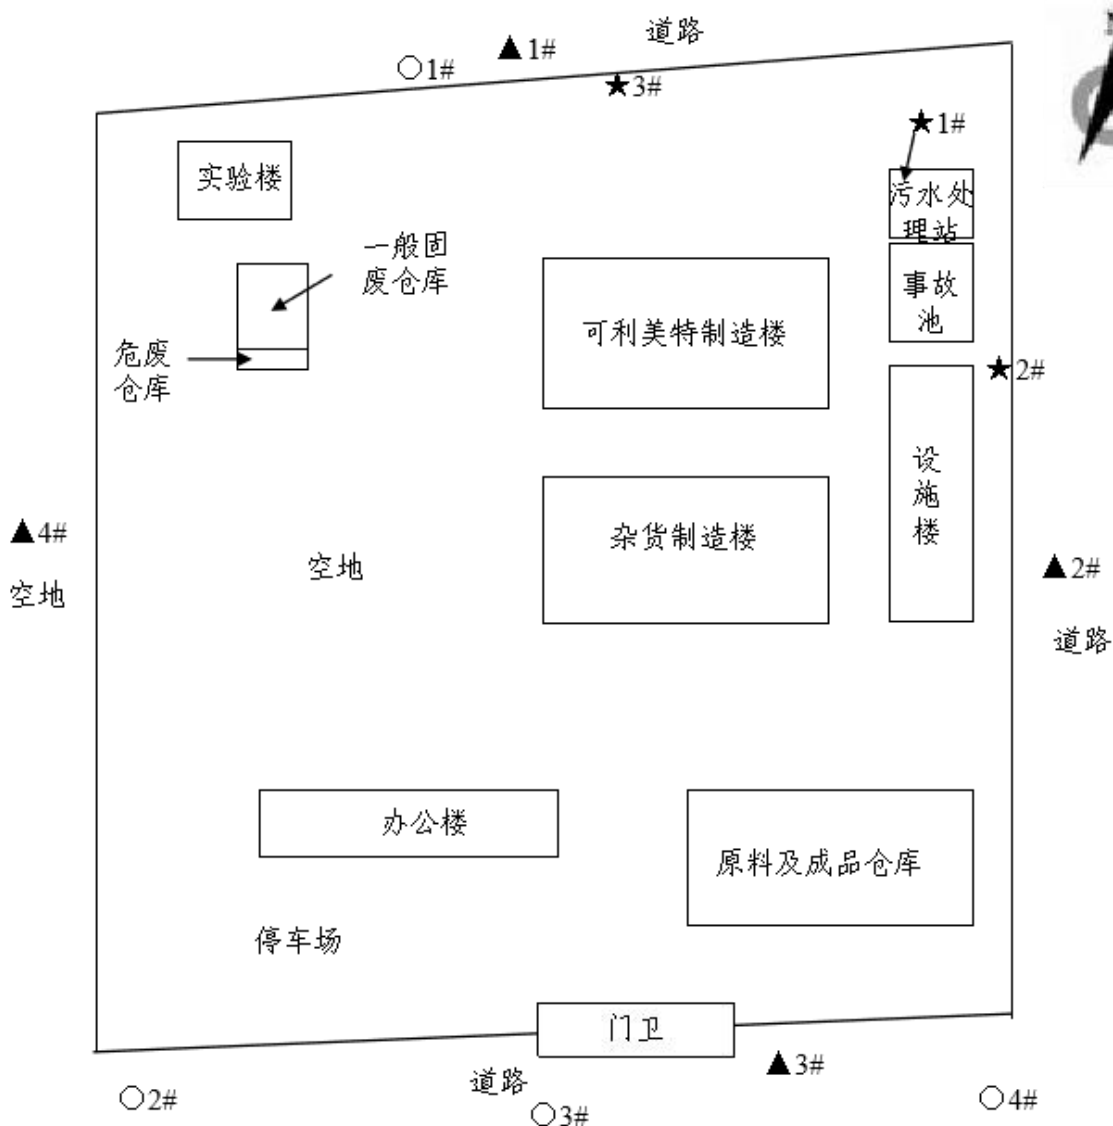 道路
▲1#
○1#
★3#
★1#
实验楼
污水处
理站
一般固
废仓库
事故
池
可利美特制造楼
危废
仓库
★2#
设
施
楼
▲4#
杂货制造楼
空地
空地
▲2#
道路
办公楼
原料及成品仓库
停车场
门卫
▲3#
道路
○2#
○3#
○4#